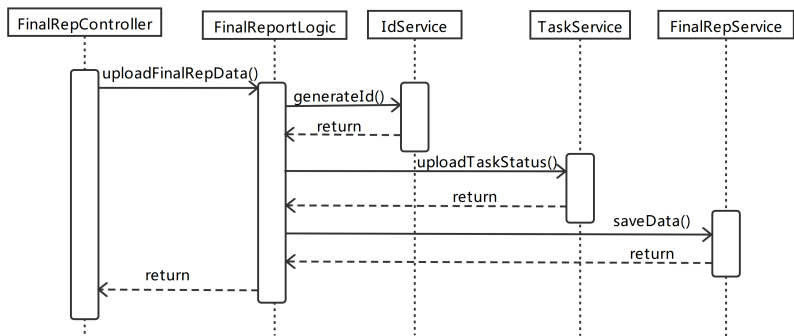 FinalRepController
FinalReportLogic
IdService
TaskService
FinalRepService
uploadFinalRepData()
generateId()
return
uploadTaskStatus()
return
saveData()
return
return